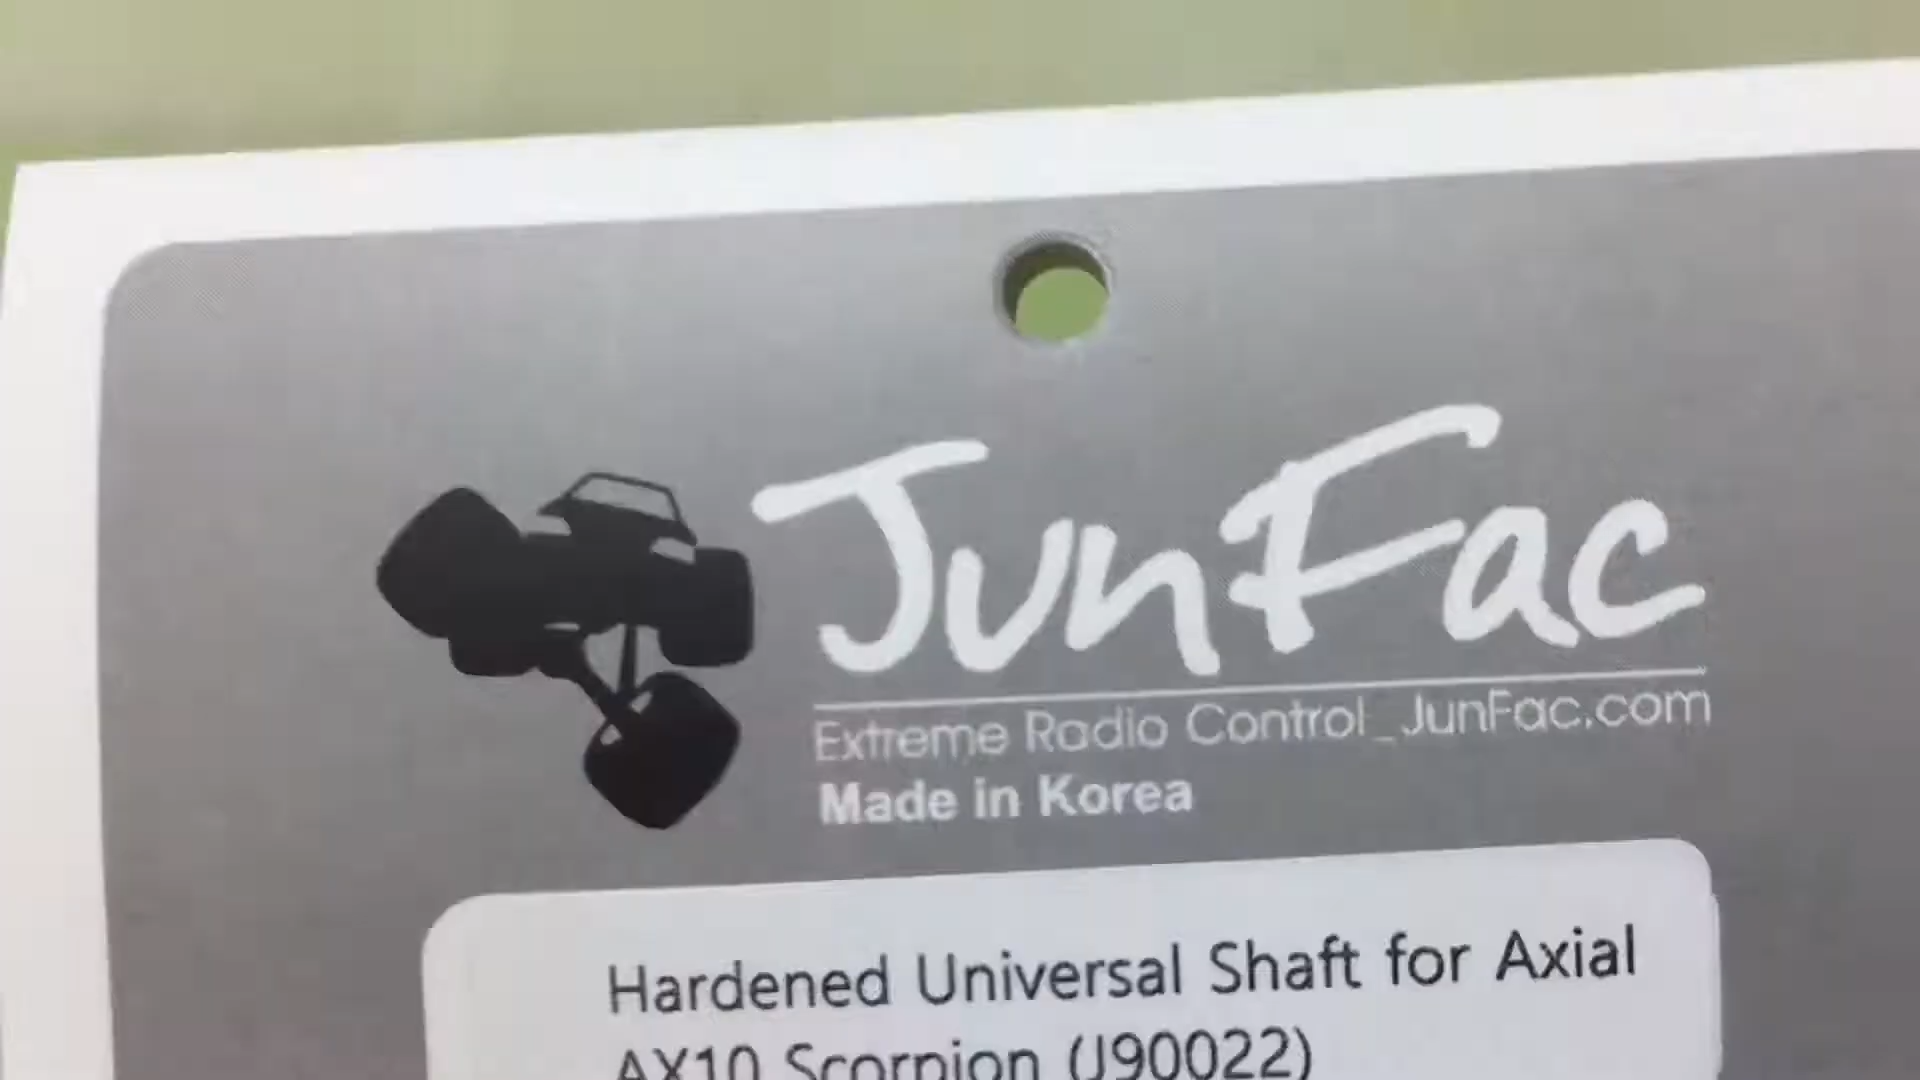 JunFac
Extreme Radio Control_JunFac.com
Made in Korea
Hardened Universal Shaft for Axial
AX10 Scorpion (J90022)